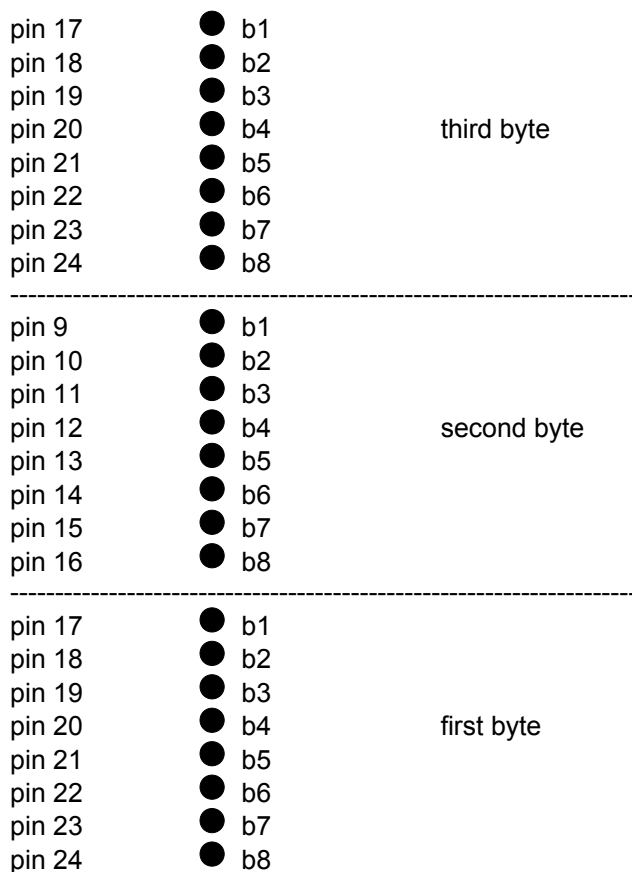 pin 17 ● b1
pin 18 ● b2
pin 19 ● b3
pin 20 ● b4 third byte
pin 21 ● b5
pin 22 ● b6
pin 23 ● b7
pin 24 ● b8
--------------------------------------------------------------------------------
pin 9 ● b1
pin 10 ● b2
pin 11 ● b3
pin 12 ● b4 second byte
pin 13 ● b5
pin 14 ● b6
pin 15 ● b7
pin 16 ● b8
--------------------------------------------------------------------------------
pin 17 ● b1
pin 18 ● b2
pin 19 ● b3
pin 20 ● b4 first byte
pin 21 ● b5
pin 22 ● b6
pin 23 ● b7
pin 24 ● b8